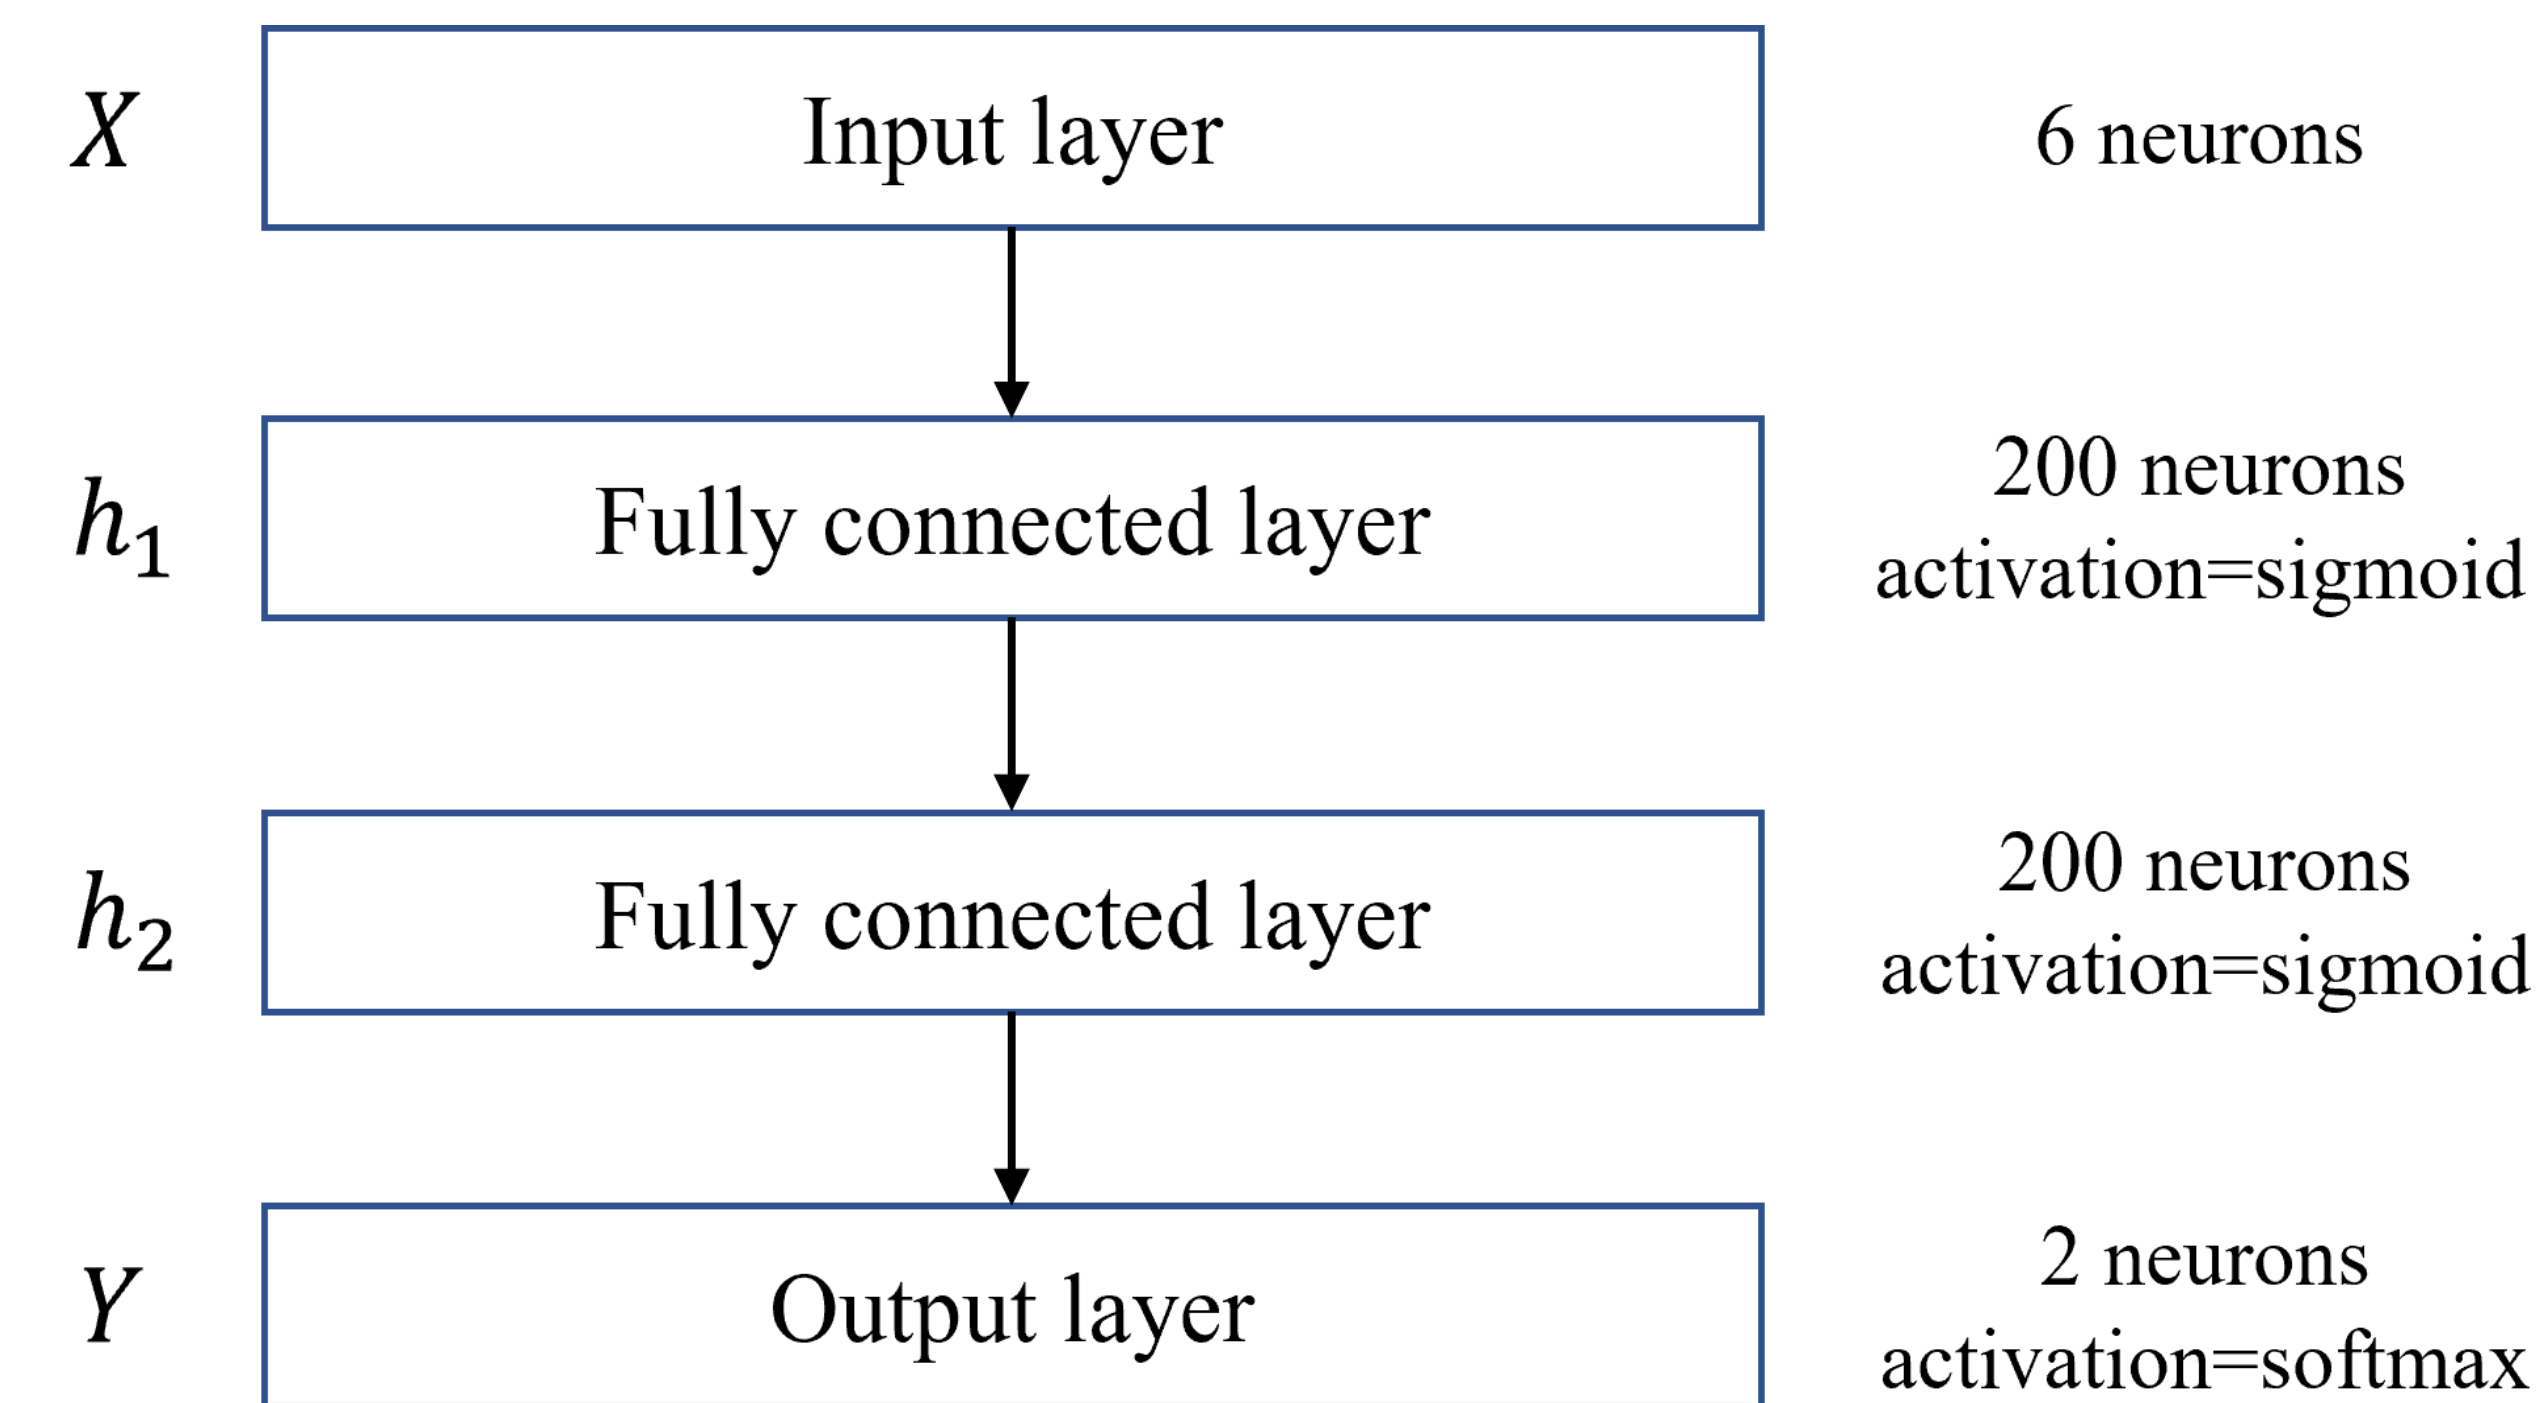 X
Input layer
6 neurons
h₁
Fully connected layer
200 neurons
activation=sigmoid
h₂
Fully connected layer
200 neurons
activation=sigmoid
Y
Output layer
2 neurons
activation=softmax